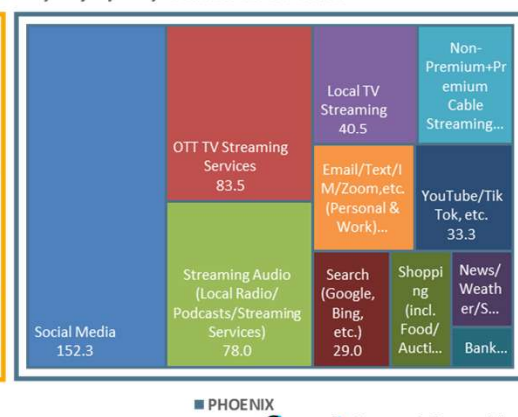 Social Media
152.3
OTT TV Streaming
Services
83.5
Streaming Audio
(Local Radio/
Podcasts/Streaming
Services)
78.0
Local TV
Streaming
40.5
Non-
Premium+Pr
emium
Cable
Streaming...
Email/Text/I
M/Zoom,etc.
(Personal &
Work)...
YouTube/Tik
Tok, etc.
33.3
Search
(Google,
Bing,
etc.)
29.0
Shoppi
ng
(incl.
Food/
Aucti...
News/
Weath
er/S...
Bank...
PHOENIX